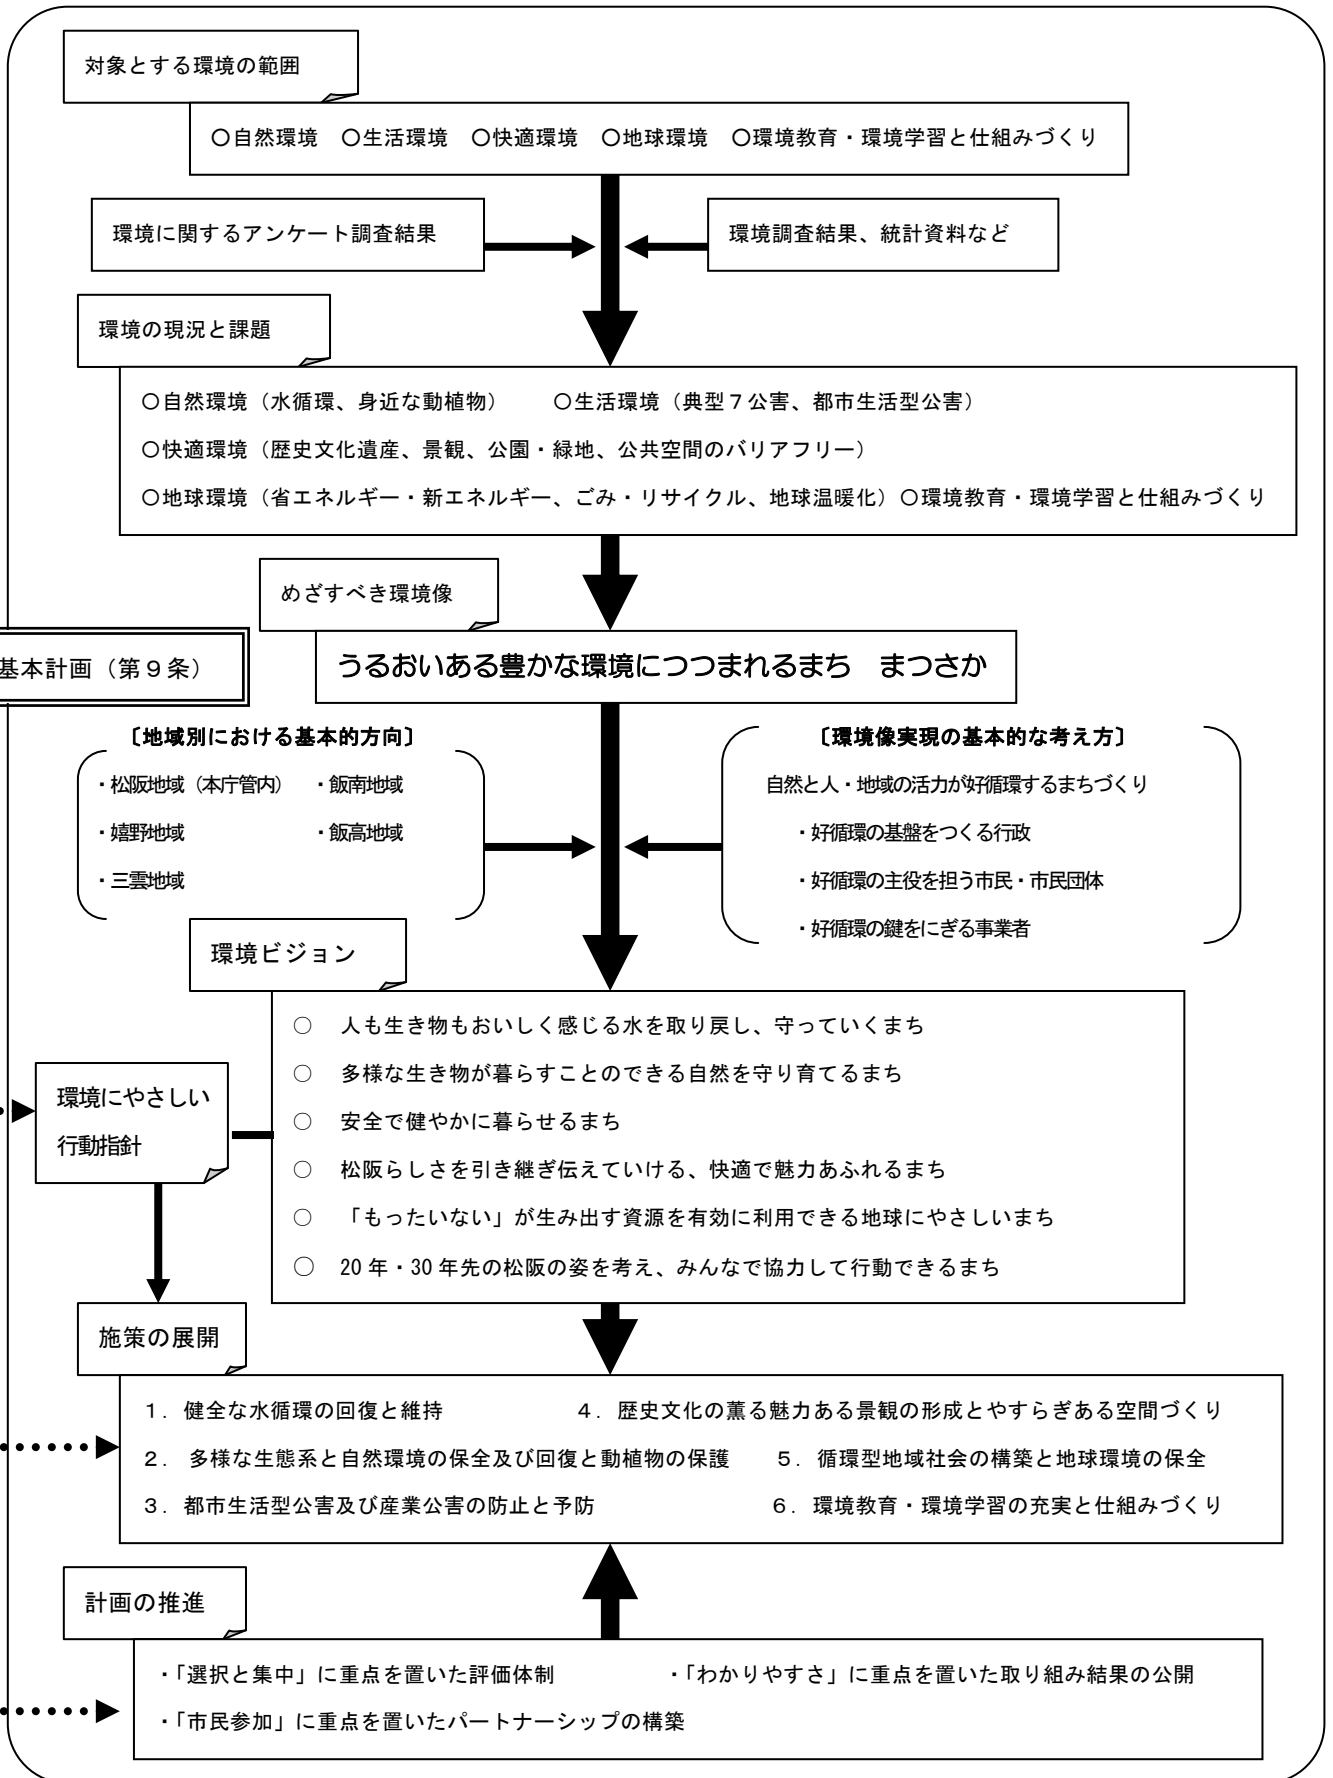 対象とする環境の範囲
○自然環境　○生活環境　○快適環境　○地球環境　○環境教育・環境学習と仕組みづくり
環境に関するアンケート調査結果
環境調査結果、統計資料など
環境の現況と課題
○自然環境（水循環、身近な動植物）　　○生活環境（典型７公害、都市生活型公害）
○快適環境（歴史文化遺産、景観、公園・緑地、公共空間のバリアフリー）
○地球環境（省エネルギー・新エネルギー、ごみ・リサイクル、地球温暖化）○環境教育・環境学習と仕組みづくり
めざすべき環境像
基本計画（第９条）
うるおいある豊かな環境につつまれるまち　まつさか
〔地域別における基本的方向〕
・松阪地域（本庁管内）　・飯南地域
・嬉野地域　　　　　　　・飯高地域
・三雲地域
〔環境像実現の基本的な考え方〕
自然と人・地域の活力が好循環するまちづくり
・好循環の基盤をつくる行政
・好循環の主役を担う市民・市民団体
・好循環の鍵をにぎる事業者
環境ビジョン
○　人も生き物もおいしく感じる水を取り戻し、守っていくまち
○　多様な生き物が暮らすことのできる自然を守り育てるまち
○　安全で健やかに暮らせるまち
○　松阪らしさを引き継ぎ伝えていける、快適で魅力あふれるまち
○　「もったいない」が生み出す資源を有効に利用できる地球にやさしいまち
○　20年・30年先の松阪の姿を考え、みんなで協力して行動できるまち
環境にやさしい
行動指針
施策の展開
１．健全な水循環の回復と維持　　　　　　４．歴史文化の薫る魅力ある景観の形成とやすらぎある空間づくり
２．多様な生態系と自然環境の保全及び回復と動植物の保護　　５．循環型地域社会の構築と地球環境の保全
３．都市生活型公害及び産業公害の防止と予防　　　　　　　　６．環境教育・環境学習の充実と仕組みづくり
計画の推進
・「選択と集中」に重点を置いた評価体制　　　　　・「わかりやすさ」に重点を置いた取り組み結果の公開
・「市民参加」に重点を置いたパートナーシップの構築